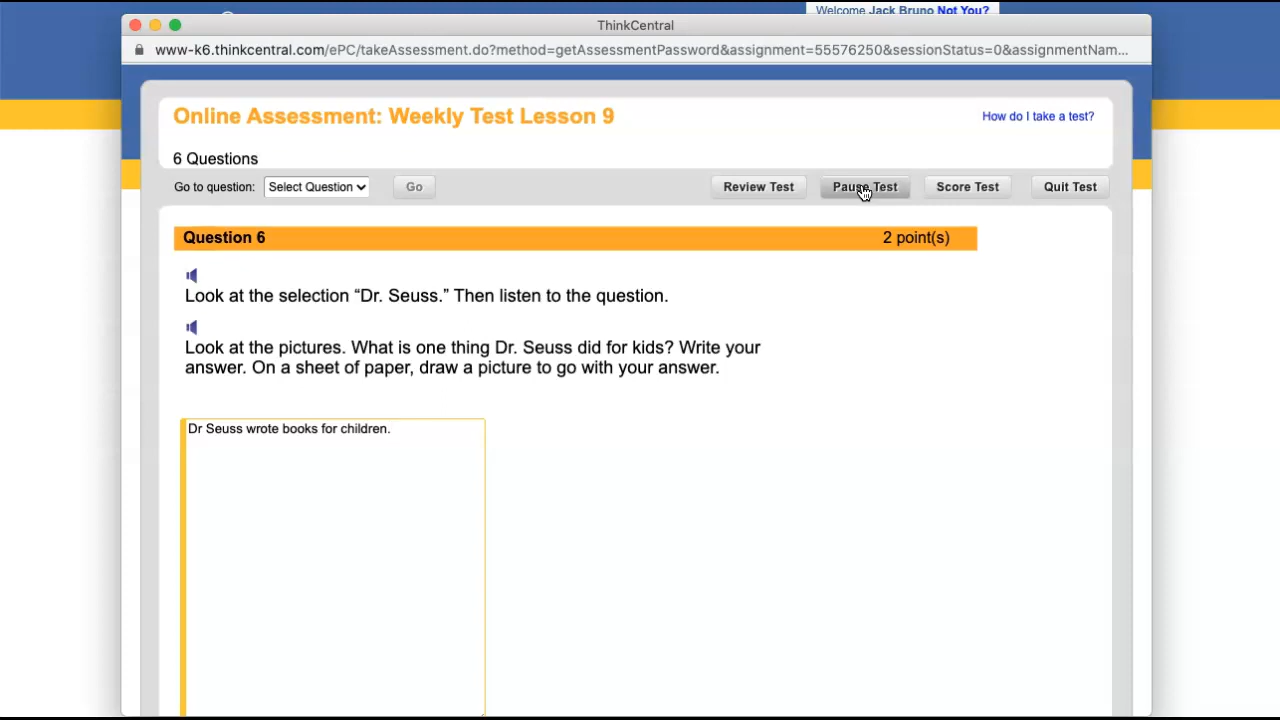 Welcome Jack Bruno Not You?
ThinkCentral
www-k6.thinkcentral.com/ePC/takeAssessment.do?method=getAssessmentPassword&assignment=55576250&sessionStatus=0&assignmentNam...
Online Assessment: Weekly Test Lesson 9
How do I take a test?
6 Questions
Go to question: Select Question Go Review Test Pause Test Score Test Quit Test
Question 6 2 point(s)
Look at the selection “Dr. Seuss.” Then listen to the question.
Look at the pictures. What is one thing Dr. Seuss did for kids? Write your
answer. On a sheet of paper, draw a picture to go with your answer.
Dr Seuss wrote books for children.